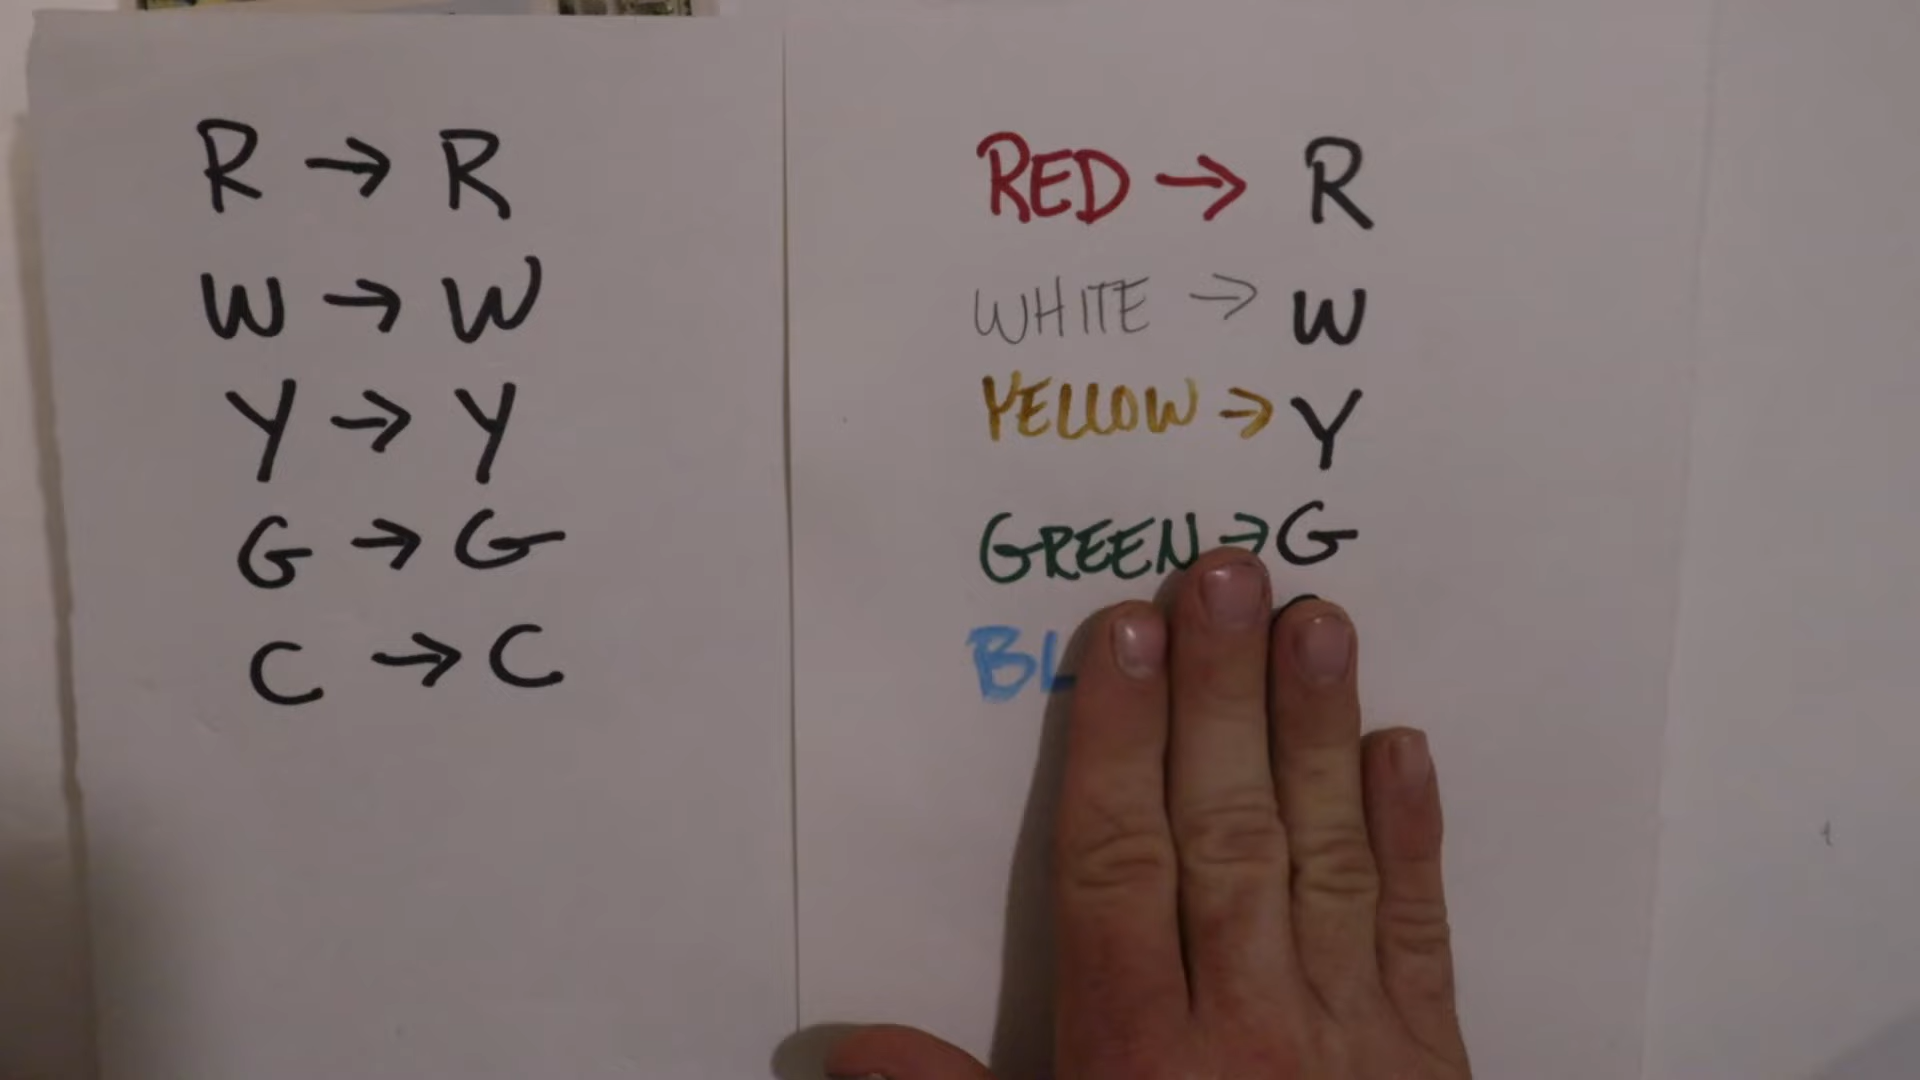 R → R
W → W
Y → Y
G → G
C → C
RED → R
WHITE → W
YELLOW → Y
GREEN → G
BL